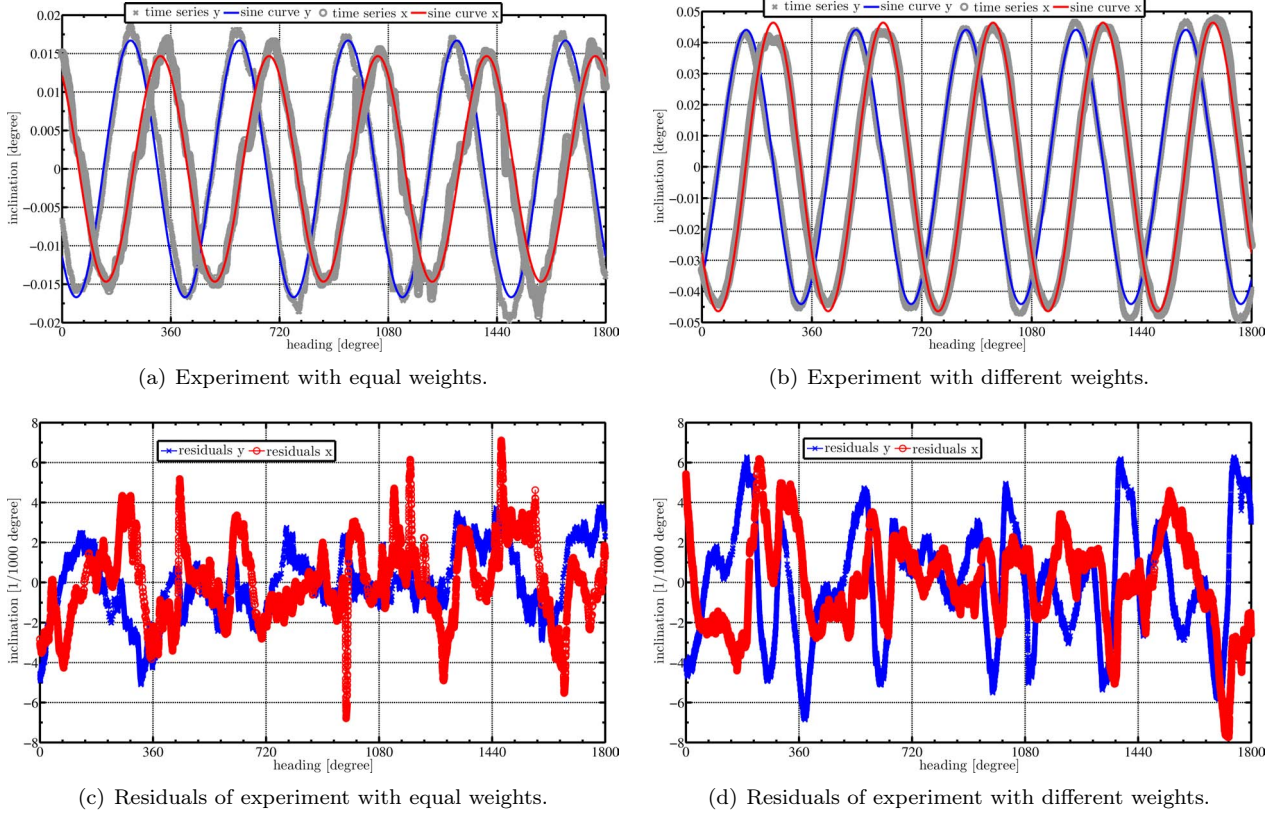 time series y sine curve y time series x sine curve x
0.02
0.015
0.01
0.005
0
−0.005
−0.01
−0.015
−0.02
inclination [degree]
0 360 720 1080 1440 1800
heading [degree]
(a) Experiment with equal weights.
time series y sine curve y time series x sine curve x
0.05
0.04
0.03
0.02
0.01
0
−0.01
−0.02
−0.03
−0.04
−0.05
inclination [degree]
0 360 720 1080 1440 1800
heading [degree]
(b) Experiment with different weights.
residuals y residuals x
8
6
4
2
0
−2
−4
−6
−8
inclination [1/1000 degree]
0 360 720 1080 1440 1800
heading [degree]
(c) Residuals of experiment with equal weights.
residuals y residuals x
8
6
4
2
0
−2
−4
−6
−8
inclination [1/1000 degree]
0 360 720 1080 1440 1800
heading [degree]
(d) Residuals of experiment with different weights.